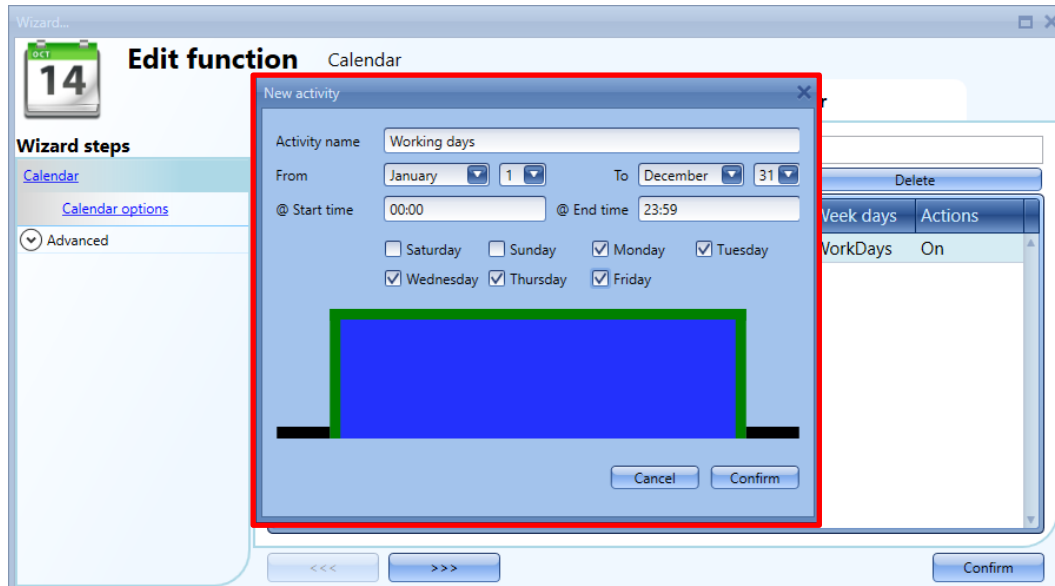 Wizard...
OCT
14
Edit function Calendar
Wizard steps
Calendar
Calendar options
Advanced
New activity
Activity name Working days
From January 1 To December 31
@ Start time 00:00 @ End time 23:59
Saturday Sunday Monday Tuesday
Wednesday Thursday Friday
Cancel Confirm
Delete
Week days Actions
WorkDays On
<<< >>> Confirm